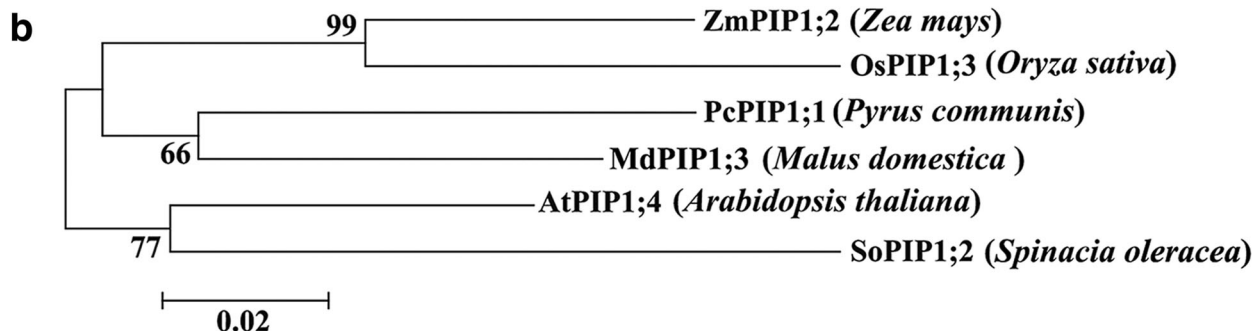 b
99
ZmPIP1;2 (Zea mays)
OsPIP1;3 (Oryza sativa)
PcPIP1;1 (Pyrus communis)
66
MdPIP1;3 (Malus domestica )
AtPIP1;4 (Arabidopsis thaliana)
77
SoPIP1;2 (Spinacia oleracea)
0.02